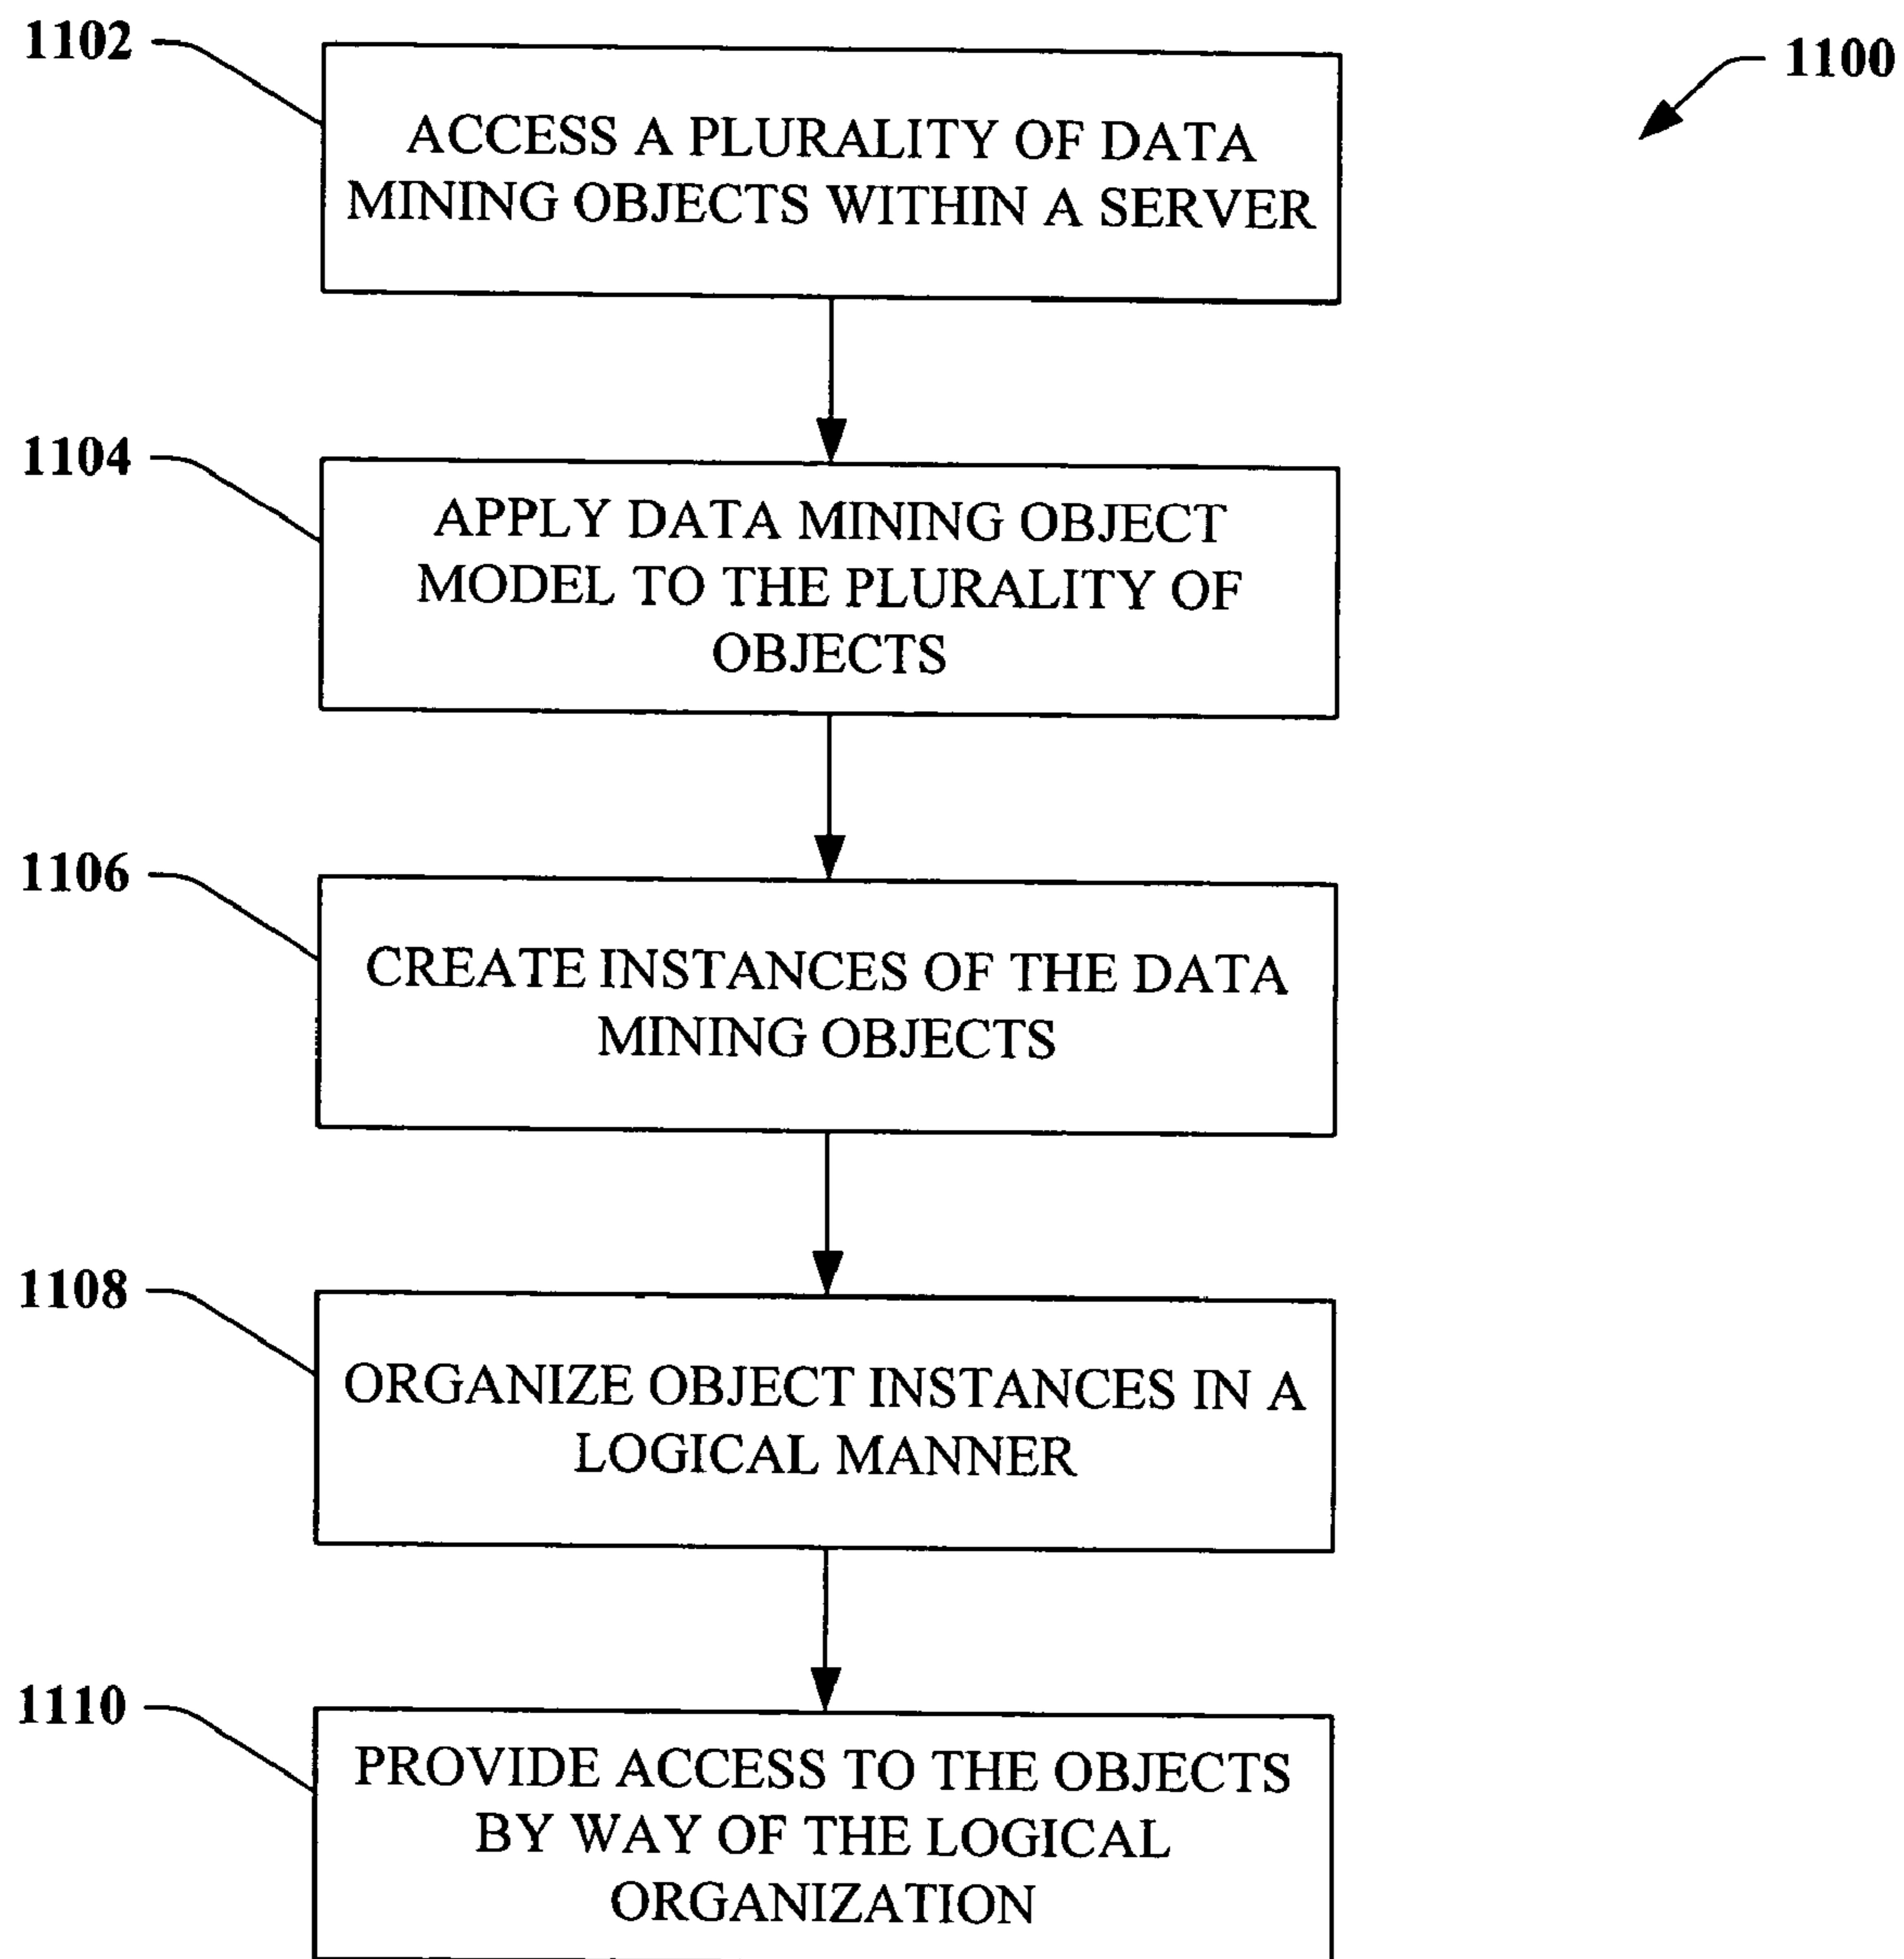 1102
1100
ACCESS A PLURALITY OF DATA
MINING OBJECTS WITHIN A SERVER
1104
APPLY DATA MINING OBJECT
MODEL TO THE PLURALITY OF
OBJECTS
1106
CREATE INSTANCES OF THE DATA
MINING OBJECTS
1108
ORGANIZE OBJECT INSTANCES IN A
LOGICAL MANNER
1110
PROVIDE ACCESS TO THE OBJECTS
BY WAY OF THE LOGICAL
ORGANIZATION